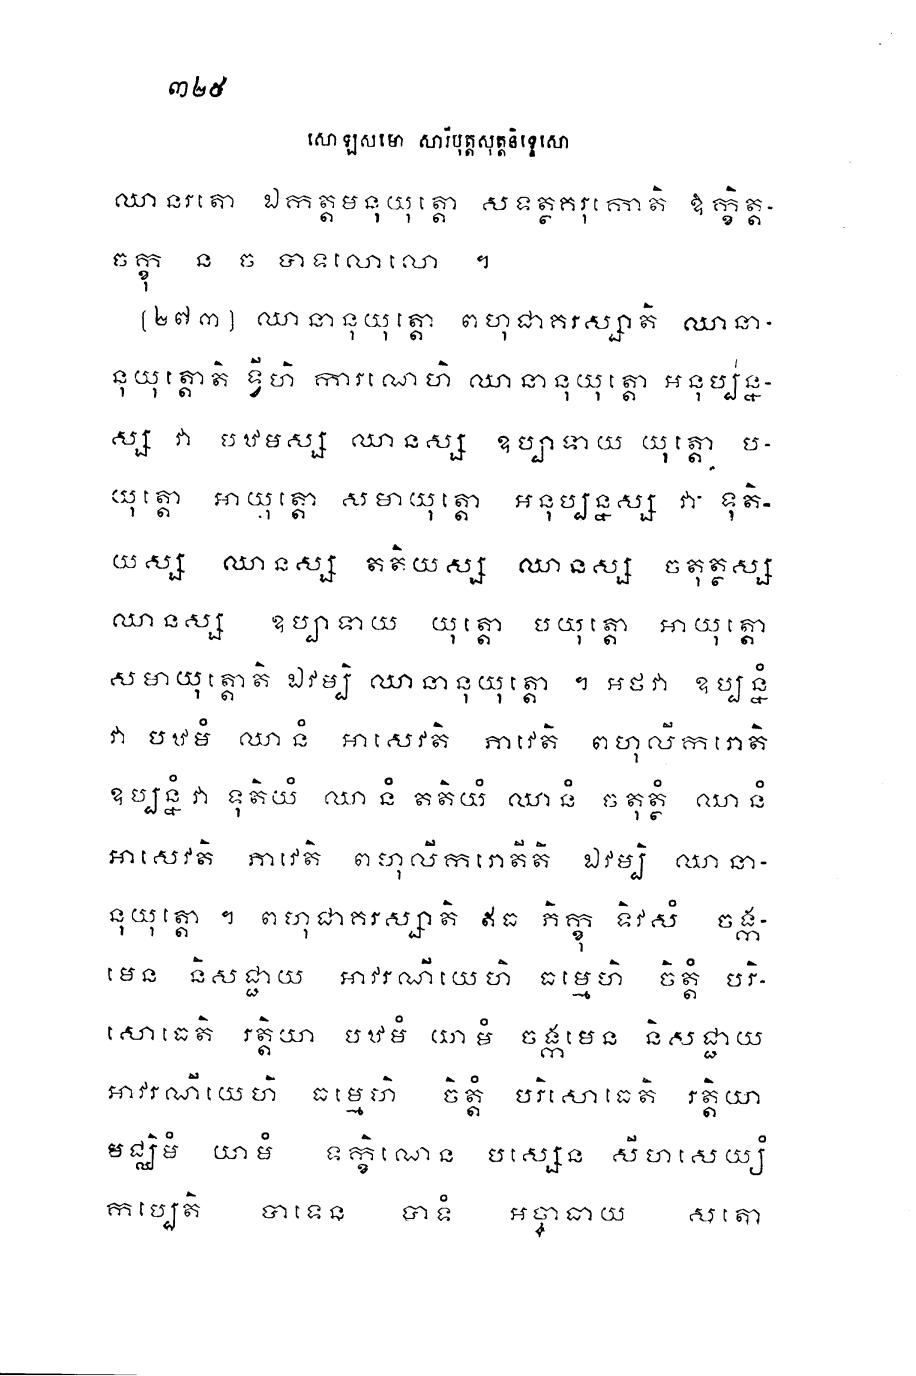 ៣២៥
សោឡសមោ សារីបុត្តសុត្តនិទ្ទេសោ
ឈានរតោ ឯកត្តមនុយុត្តោ សទត្ថគរុកោតិ ឱក្ខិត្ត-
ចក្ខុ ន ច បាទលោលោ ។
(២៧៣) ឈានានុយុត្តោ ពហុជាគរស្សាតិ ឈានា-
នុយុត្តោតិ ទ្វីហិ ការណេហិ ឈានានុយុត្តោ អនុប្បន្ន-
ស្ស វា បឋមស្ស ឈានស្ស ឧប្បាទាយ យុត្តោ ប-
យុត្តោ អាយុត្តោ សមាយុត្តោ អនុប្បន្នស្ស វា ទុតិ-
យស្ស ឈានស្ស តតិយស្ស ឈានស្ស ចតុត្ថស្ស
ឈានស្ស ឧប្បាទាយ យុត្តោ បយុត្តោ អាយុត្តោ
សមាយុត្តោតិ ឯវម្បិ ឈានានុយុត្តោ ។ អថវា ឧប្បន្នំ
វា បឋមំ ឈានំ អាសេវតិ ភាវេតិ ពហុលីករោតិ
ឧប្បន្នំ វា ទុតិយំ ឈានំ តតិយំ ឈានំ ចតុត្ថំ ឈានំ
អាសេវតិ ភាវេតិ ពហុលីករោតីតិ ឯវម្បិ ឈានា-
នុយុត្តោ ។ ពហុជាគរស្សាតិ ឥធ ភិក្ខុ ទិវសំ ចង្ក-
មេន និសជ្ជាយ អាវរណីយេហិ ធម្មេហិ ចិត្តំ បរិ-
សោធេតិ រត្តិយា បឋមំ យាមំ ចង្កមេន និសជ្ជាយ
អាវរណីយេហិ ធម្មេហិ ចិត្តំ បរិសោធេតិ រត្តិយា
មជ្ឈិមំ យាមំ ទក្ខិណេន បស្សេន សីហសេយ្យំ
កប្បេតិ បាទេន បាទំ អច្ចាធាយ សតោ